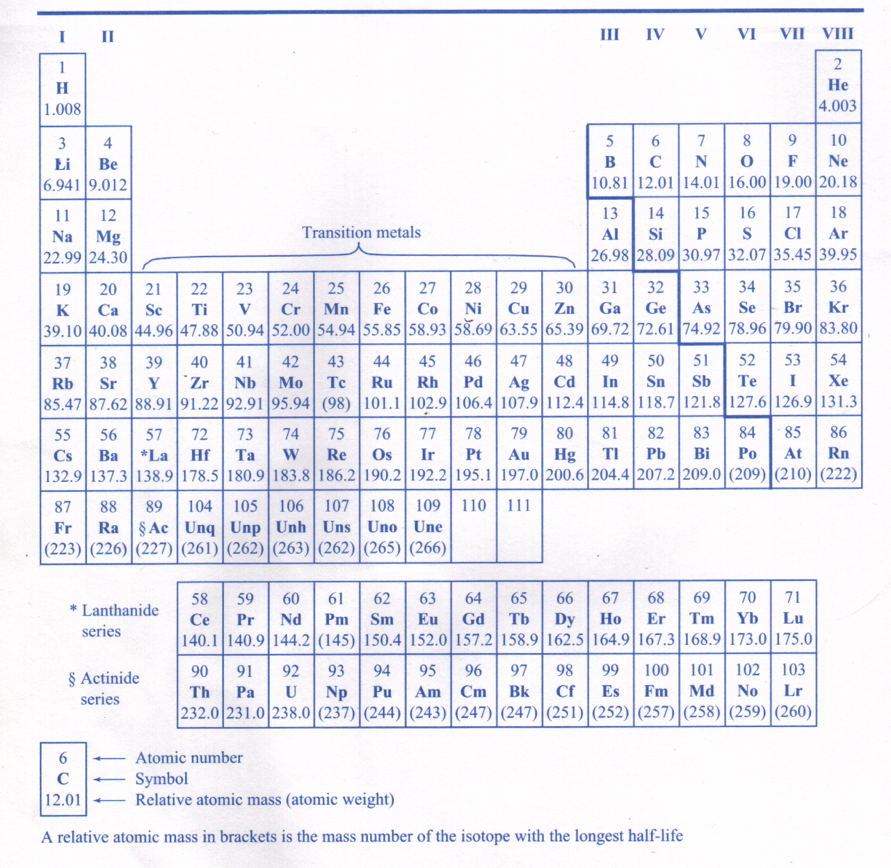 I II III IV V VI VII VIII
1 2
H He
1.008 4.003
3 4 5 6 7 8 9 10
Li Be B C N O F Ne
6.941 9.012 10.81 12.01 14.01 16.00 19.00 20.18
11 12 13 14 15 16 17 18
Na Mg Transition metals Al Si P S Cl Ar
22.99 24.30 26.98 28.09 30.97 32.07 35.45 39.95
19 20 21 22 23 24 25 26 27 28 29 30 31 32 33 34 35 36
K Ca Sc Ti V Cr Mn Fe Co Ni Cu Zn Ga Ge As Se Br Kr
39.10 40.08 44.96 47.88 50.94 52.00 54.94 55.85 58.93 58.69 63.55 65.39 69.72 72.61 74.92 78.96 79.90 83.80
37 38 39 40 41 42 43 44 45 46 47 48 49 50 51 52 53 54
Rb Sr Y Zr Nb Mo Tc Ru Rh Pd Ag Cd In Sn Sb Te I Xe
85.47 87.62 88.91 91.22 92.91 95.94 (98) 101.1 102.9 106.4 107.9 112.4 114.8 118.7 121.8 127.6 126.9 131.3
55 56 57 72 73 74 75 76 77 78 79 80 81 82 83 84 85 86
Cs Ba *La Hf Ta W Re Os Ir Pt Au Hg Tl Pb Bi Po At Rn
132.9 137.3 138.9 178.5 180.9 183.8 186.2 190.2 192.2 195.1 197.0 200.6 204.4 207.2 209.0 (209) (210) (222)
87 88 89 104 105 106 107 108 109 110 111
Fr Ra § Ac Unq Unp Unh Uns Uno Une
(223) (226) (227) (261) (262) (263) (262) (265) (266)
58 59 60 61 62 63 64 65 66 67 68 69 70 71
* Lanthanide series Ce Pr Nd Pm Sm Eu Gd Tb Dy Ho Er Tm Yb Lu
140.1 140.9 144.2 (145) 150.4 152.0 157.2 158.9 162.5 164.9 167.3 168.9 173.0 175.0
90 91 92 93 94 95 96 97 98 99 100 101 102 103
§ Actinide series Th Pa U Np Pu Am Cm Bk Cf Es Fm Md No Lr
232.0 231.0 238.0 (237) (244) (243) (247) (247) (251) (252) (257) (258) (259) (260)
6 Atomic number
C Symbol
12.01 Relative atomic mass (atomic weight)
A relative atomic mass in brackets is the mass number of the isotope with the longest half-life